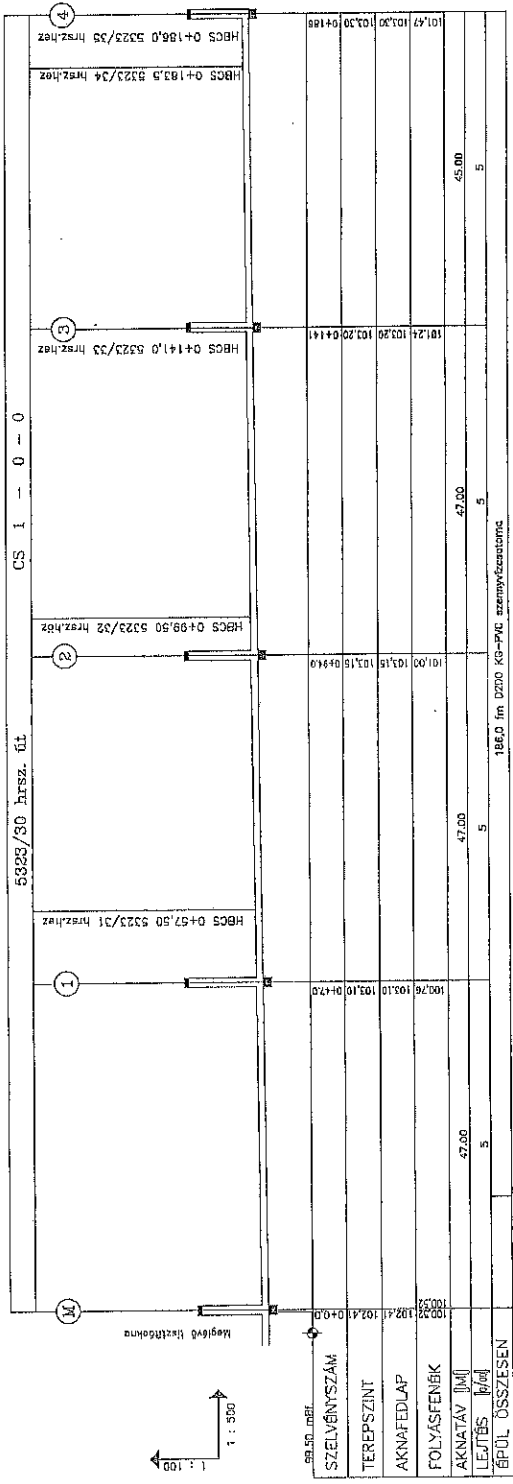 CS 1 - 0 - 0
5323/30 hrsz. út
M
1
2
3
4
Meglévő tisztítóakna
HBCS 0+57,50 5323/31 hrsz.hez
HBCS 0+99,50 5323/32 hrsz.höz
HBCS 0+141,0 5323/33 hrsz.hez
HBCS 0+183,5 5323/34 hrsz.hez
HBCS 0+186,0 5323/35 hrsz.hez
1 : 100
1 : 500
99.50 mBf.
SZELVÉNYSZÁM 0+0,0 0+47,0 0+94,0 0+141 0+186
TEREPSZINT 102,41 103,10 103,15 103,20 103,30
AKNAFEDLAP 102,41 103,10 103,15 103,20 103,30
FOLYÁSFENÉK 100,52 100,76 101,00 101,24 101,47
AKNATÁV [M] 47.00 47.00 47.00 45.00
LEJTÉS 5 5 5 5
ÉPÜL ÖSSZESEN 186,0 fm D200 KG-PVC szennyvízcsatorna